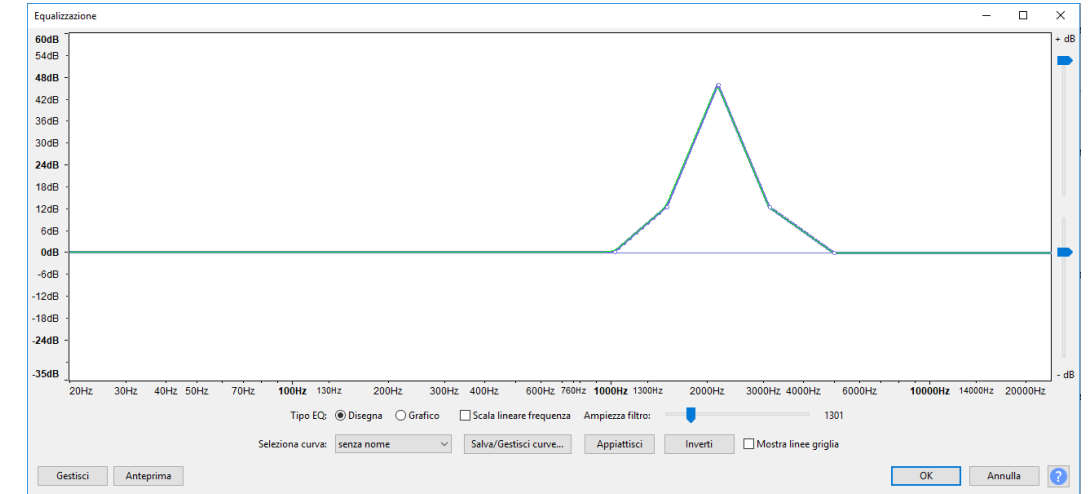 Equalizzazione
60dB
+ dB
54dB
48dB
42dB
36dB
30dB
24dB
18dB
12dB
6dB
0dB
-6dB
-12dB
-18dB
-24dB
-35dB
- dB
20Hz 30Hz 40Hz 50Hz 70Hz 100Hz 130Hz 200Hz 300Hz 400Hz 600Hz 760Hz 1000Hz 1300Hz 2000Hz 3000Hz 4000Hz 6000Hz 10000Hz 14000Hz 20000Hz
Tipo EQ: Disegna Grafico Scala lineare frequenza Ampiezza filtro: 1301
Seleziona curva: senza nome Salva/Gestisci curve... Appiattisci Inverti Mostra linee griglia
Gestisci Anteprima OK Annulla ?